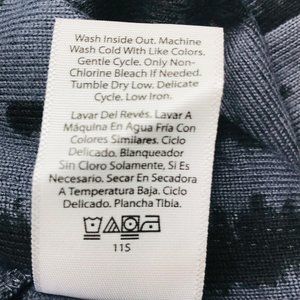 Wash Inside Out. Machine
Wash Cold With Like Colors.
Gentle Cycle. Only Non-
Chlorine Bleach If Needed.
Tumble Dry Low. Delicate
Cycle. Low Iron.
Lavar Del Revés. Lavar A
Máquina En Agua Fría Con
Colores Similares. Ciclo
Delicado. Blanqueador
Sin Cloro Solamente, Si Es
Necesario. Secar En Secadora
A Temperatura Baja. Ciclo
Delicado. Plancha Tibia.
115